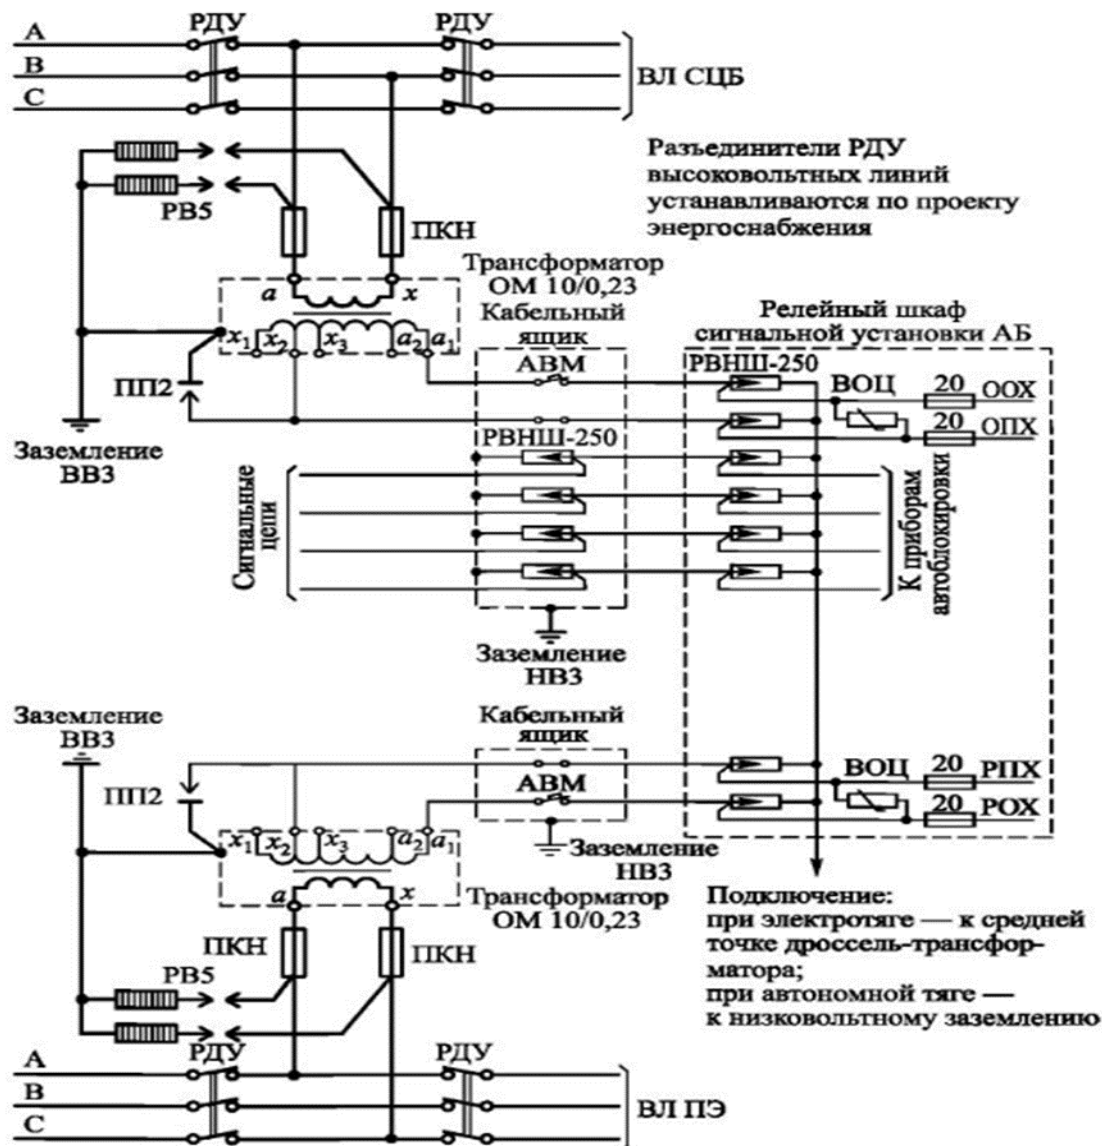 А РДУ РДУ
В
С
ВЛ СЦБ
Разъединители РДУ
высоковольтных линий
устанавливаются по проекту
энергоснабжения
РВ5
ПКН
Трансформатор
ОМ 10/0,23
a x
Кабельный
ящик
Релейный шкаф
сигнальной установки АБ
x1 x2 x3 a2 a1
АВМ
РВНШ-250
ВОЦ
20 ООХ
20 ОПХ
ПП2
Заземление
ВВЗ
РВНШ-250
Сигнальные
цепи
К приборам
автоблокировки
Заземление
НВЗ
Заземление
ВВЗ
Кабельный
ящик
ПП2
АВМ
ВОЦ
20 РПХ
20 РОХ
x1 x2 x3 a2 a1
Заземление
НВЗ
a x
Трансформатор
ОМ 10/0,23
ПКН
ПКН
РВ5
Подключение:
при электротяге — к средней
точке дроссель-трансфор-
матора;
при автономной тяге —
к низковольтному заземлению
А РДУ РДУ
В
С
ВЛ ПЭ